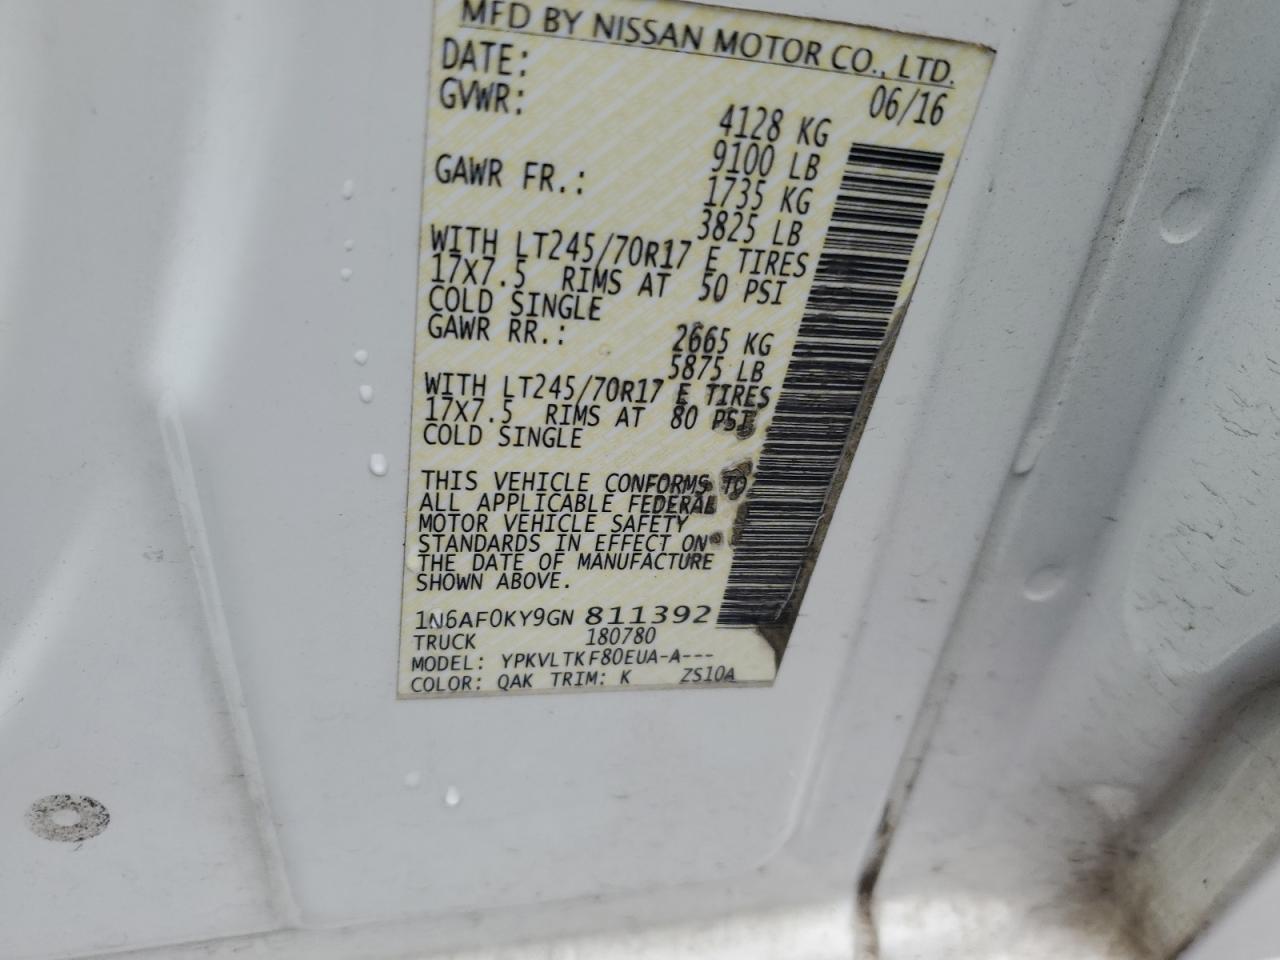 MFD BY NISSAN MOTOR CO., LTD.
DATE: 06/16
GVWR: 4128 KG
9100 LB
GAWR FR.: 1735 KG
3825 LB
WITH LT245/70R17 E TIRES
17X7.5 RIMS AT 50 PSI
COLD SINGLE
GAWR RR.: 2665 KG
5875 LB
WITH LT245/70R17 E TIRES
17X7.5 RIMS AT 80 PSI
COLD SINGLE
THIS VEHICLE CONFORMS TO
ALL APPLICABLE FEDERAL
MOTOR VEHICLE SAFETY
STANDARDS IN EFFECT ON
THE DATE OF MANUFACTURE
SHOWN ABOVE.
1N6AF0KY9GN 811392
TRUCK 180780
MODEL: YPKVLTKF80EUA-A---
COLOR: QAK TRIM: K ZS10A